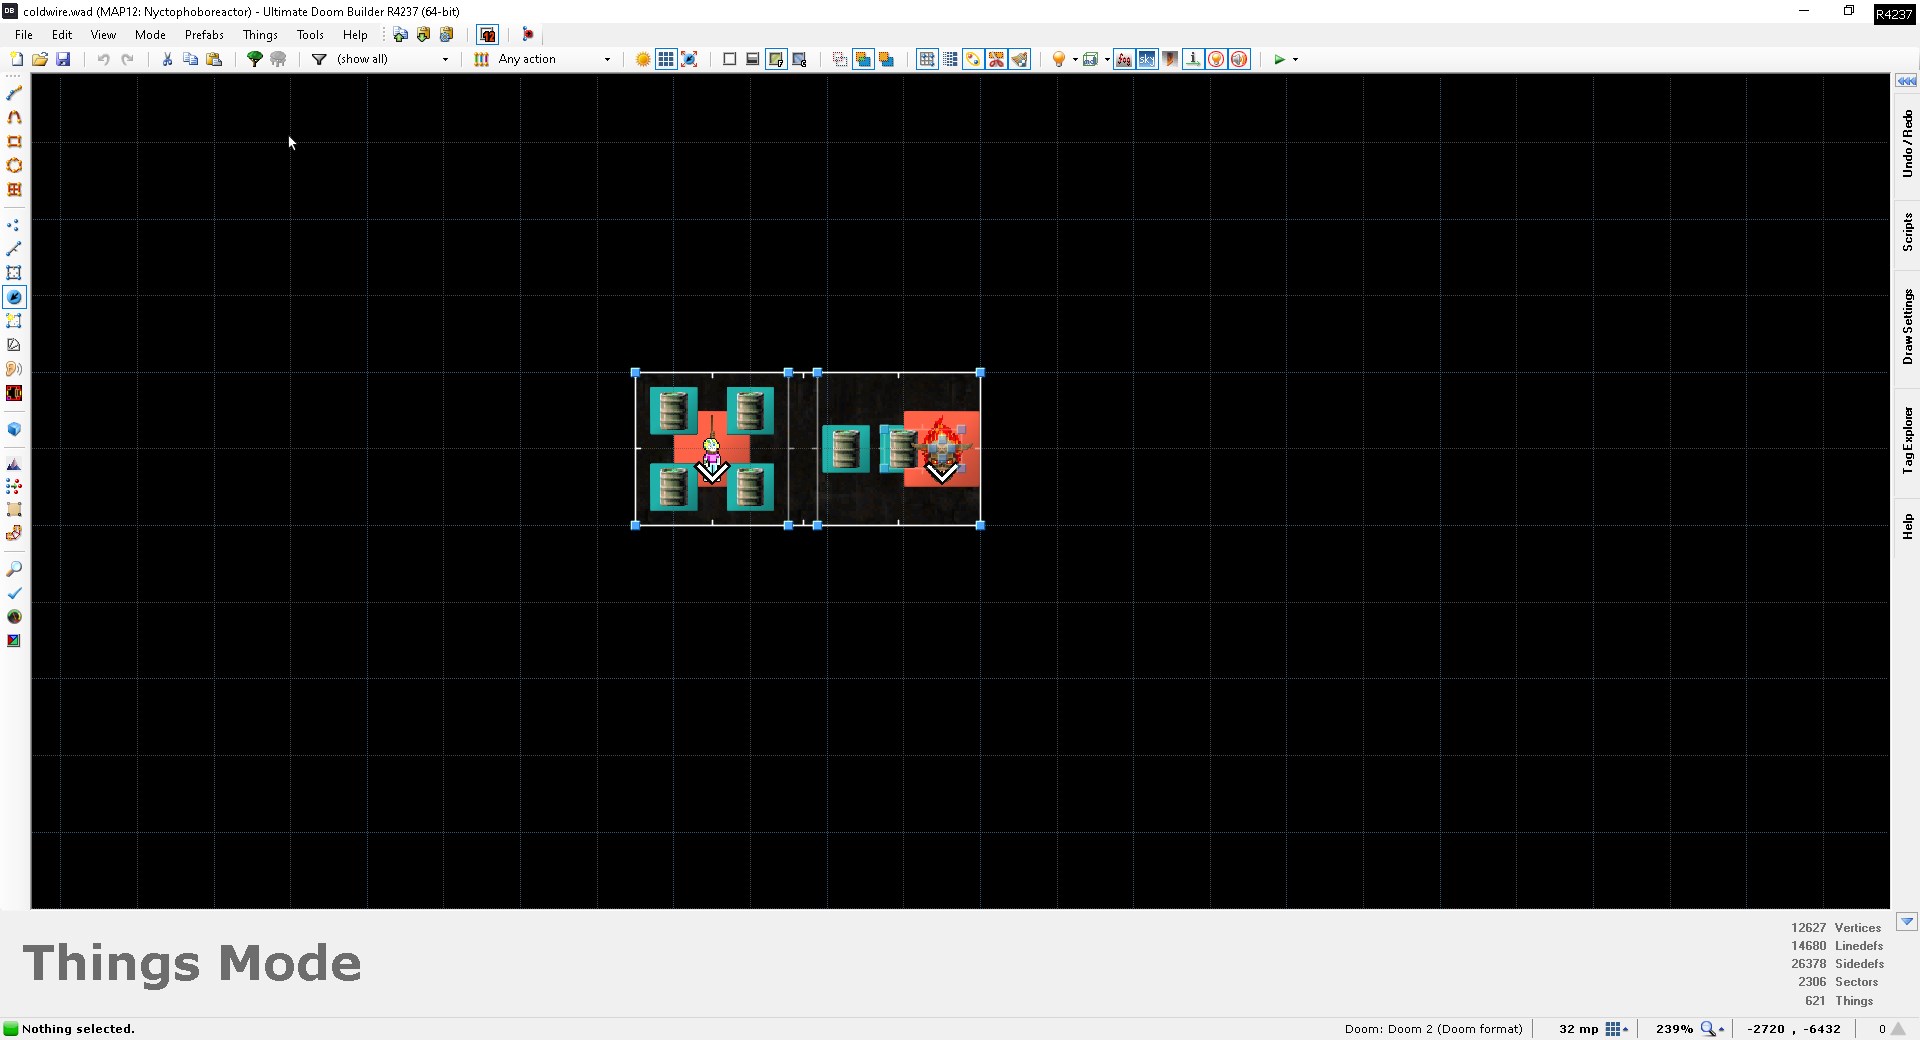 coldwire.wad (MAP12: Nyctophoboreactor) - Ultimate Doom Builder R4237 (64-bit)
R4237
File Edit View Mode Prefabs Things Tools Help
(show all)
Any action
fog
sky
Undo / Redo
Scripts
Draw Settings
Tag Explorer
Help
Things Mode
12627 Vertices
14680 Linedefs
26378 Sidedefs
2306 Sectors
621 Things
Nothing selected.
Doom: Doom 2 (Doom format)
32 mp
239%
-2720 , -6432
0